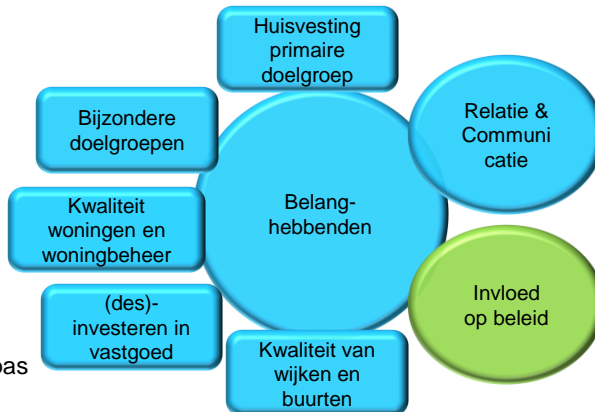 Huisvesting
primaire
doelgroep
Bijzondere
doelgroepen
Relatie &
Communi
catie
Kwaliteit
woningen en
woningbeheer
Belang-
hebbenden
(des)-
investeren in
vastgoed
Invloed
op beleid
Kwaliteit van
wijken en
buurten